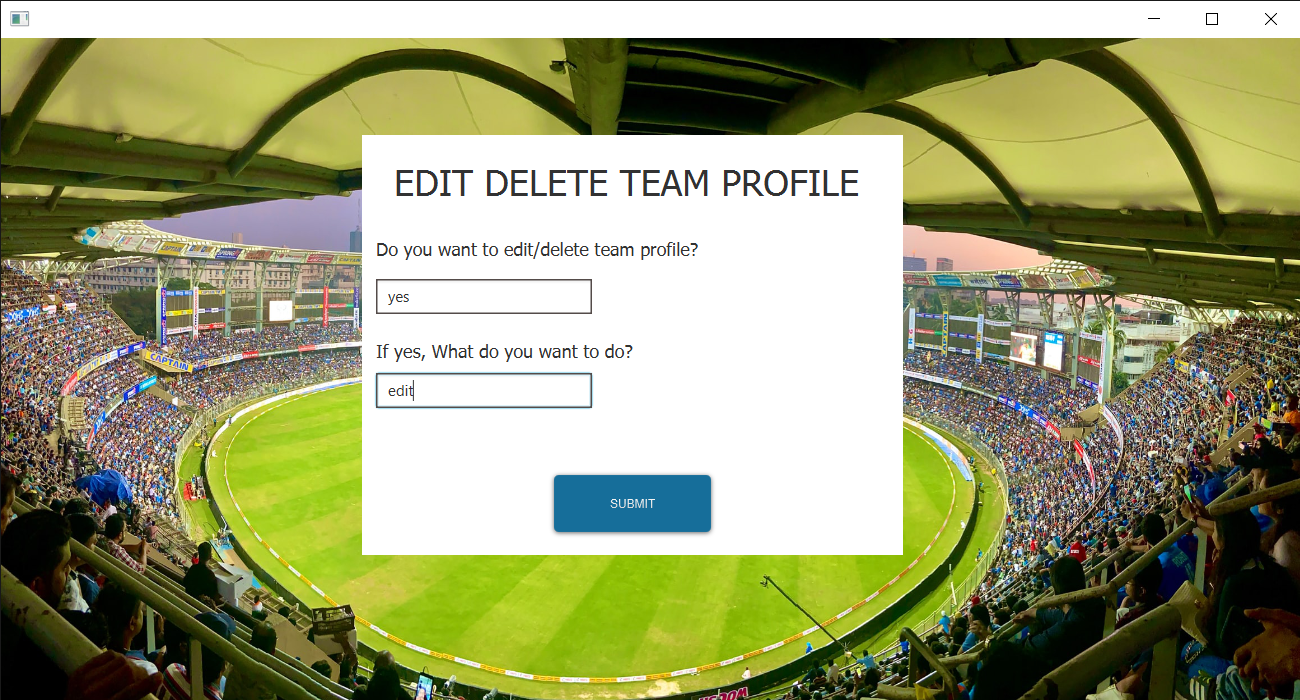 EDIT DELETE TEAM PROFILE
Do you want to edit/delete team profile?
yes
If yes, What do you want to do?
edit
SUBMIT
CAPTAIN